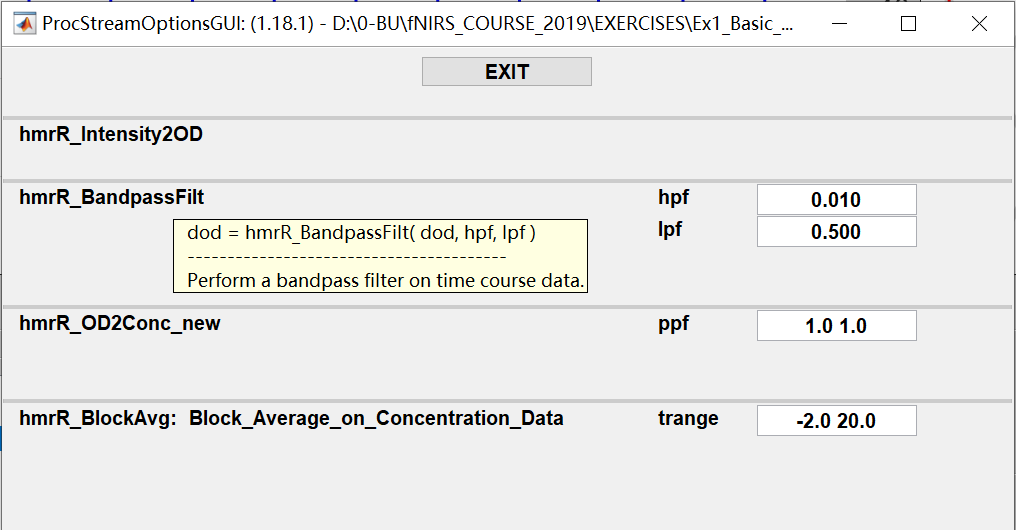 ProcStreamOptionsGUI: (1.18.1) - D:\0-BU\fNIRS_COURSE_2019\EXERCISES\Ex1_Basic_...
EXIT
hmrR_Intensity2OD
hmrR_BandpassFilt hpf 0.010
lpf 0.500
dod = hmrR_BandpassFilt( dod, hpf, lpf )
----------------------------------------
Perform a bandpass filter on time course data.
hmrR_OD2Conc_new ppf 1.0 1.0
hmrR_BlockAvg: Block_Average_on_Concentration_Data trange -2.0 20.0